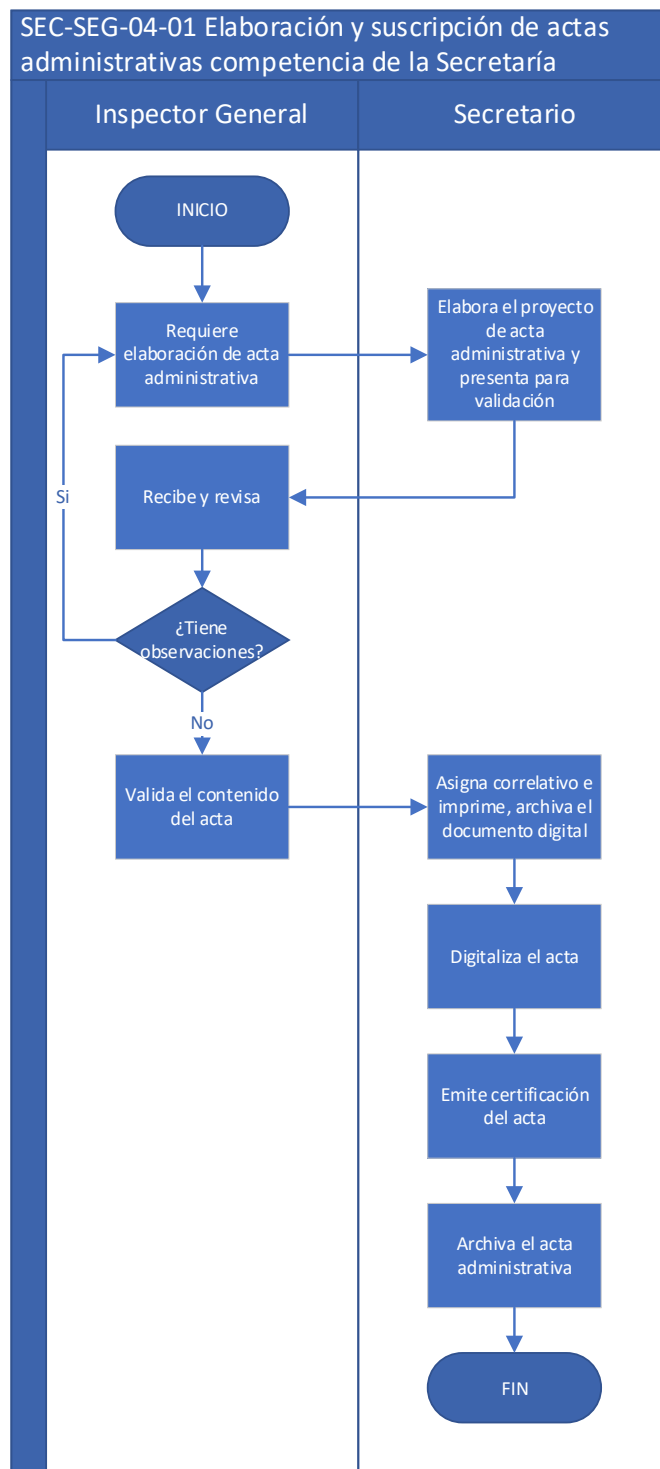 SEC-SEG-04-01 Elaboración y suscripción de actas
administrativas competencia de la Secretaría
Inspector General
Secretario
INICIO
Requiere
elaboración de acta
administrativa
Elabora el proyecto
de acta
administrativa y
presenta para
validación
Recibe y revisa
Si
¿Tiene
observaciones?
No
Valida el contenido
del acta
Asigna correlativo e
imprime, archiva el
documento digital
Digitaliza el acta
Emite certificación
del acta
Archiva el acta
administrativa
FIN